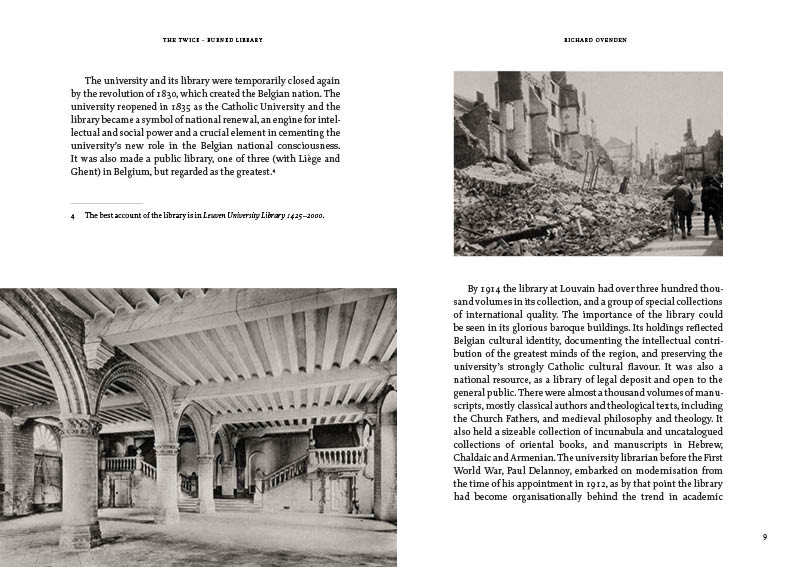 THE TWICE - BURNED LIBRARY
The university and its library were temporarily closed again
by the revolution of 1830, which created the Belgian nation. The
university reopened in 1835 as the Catholic University and the
library became a symbol of national renewal, an engine for intel-
lectual and social power and a crucial element in cementing the
university's new role in the Belgian national consciousness.
It was also made a public library, one of three (with Liège and
Ghent) in Belgium, but regarded as the greatest.4
4 The best account of the library is in Leuven University Library 1425–2000.
RICHARD OVENDEN
By 1914 the library at Louvain had over three hundred thou-
sand volumes in its collection, and a group of special collections
of international quality. The importance of the library could
be seen in its glorious baroque buildings. Its holdings reflected
Belgian cultural identity, documenting the intellectual contri-
bution of the greatest minds of the region, and preserving the
university's strongly Catholic cultural flavour. It was also a
national resource, as a library of legal deposit and open to the
general public. There were almost a thousand volumes of manu-
scripts, mostly classical authors and theological texts, including
the Church Fathers, and medieval philosophy and theology. It
also held a sizeable collection of incunabula and uncatalogued
collections of oriental books, and manuscripts in Hebrew,
Chaldaic and Armenian. The university librarian before the First
World War, Paul Delannoy, embarked on modernisation from
the time of his appointment in 1912, as by that point the library
had become organisationally behind the trend in academic
9